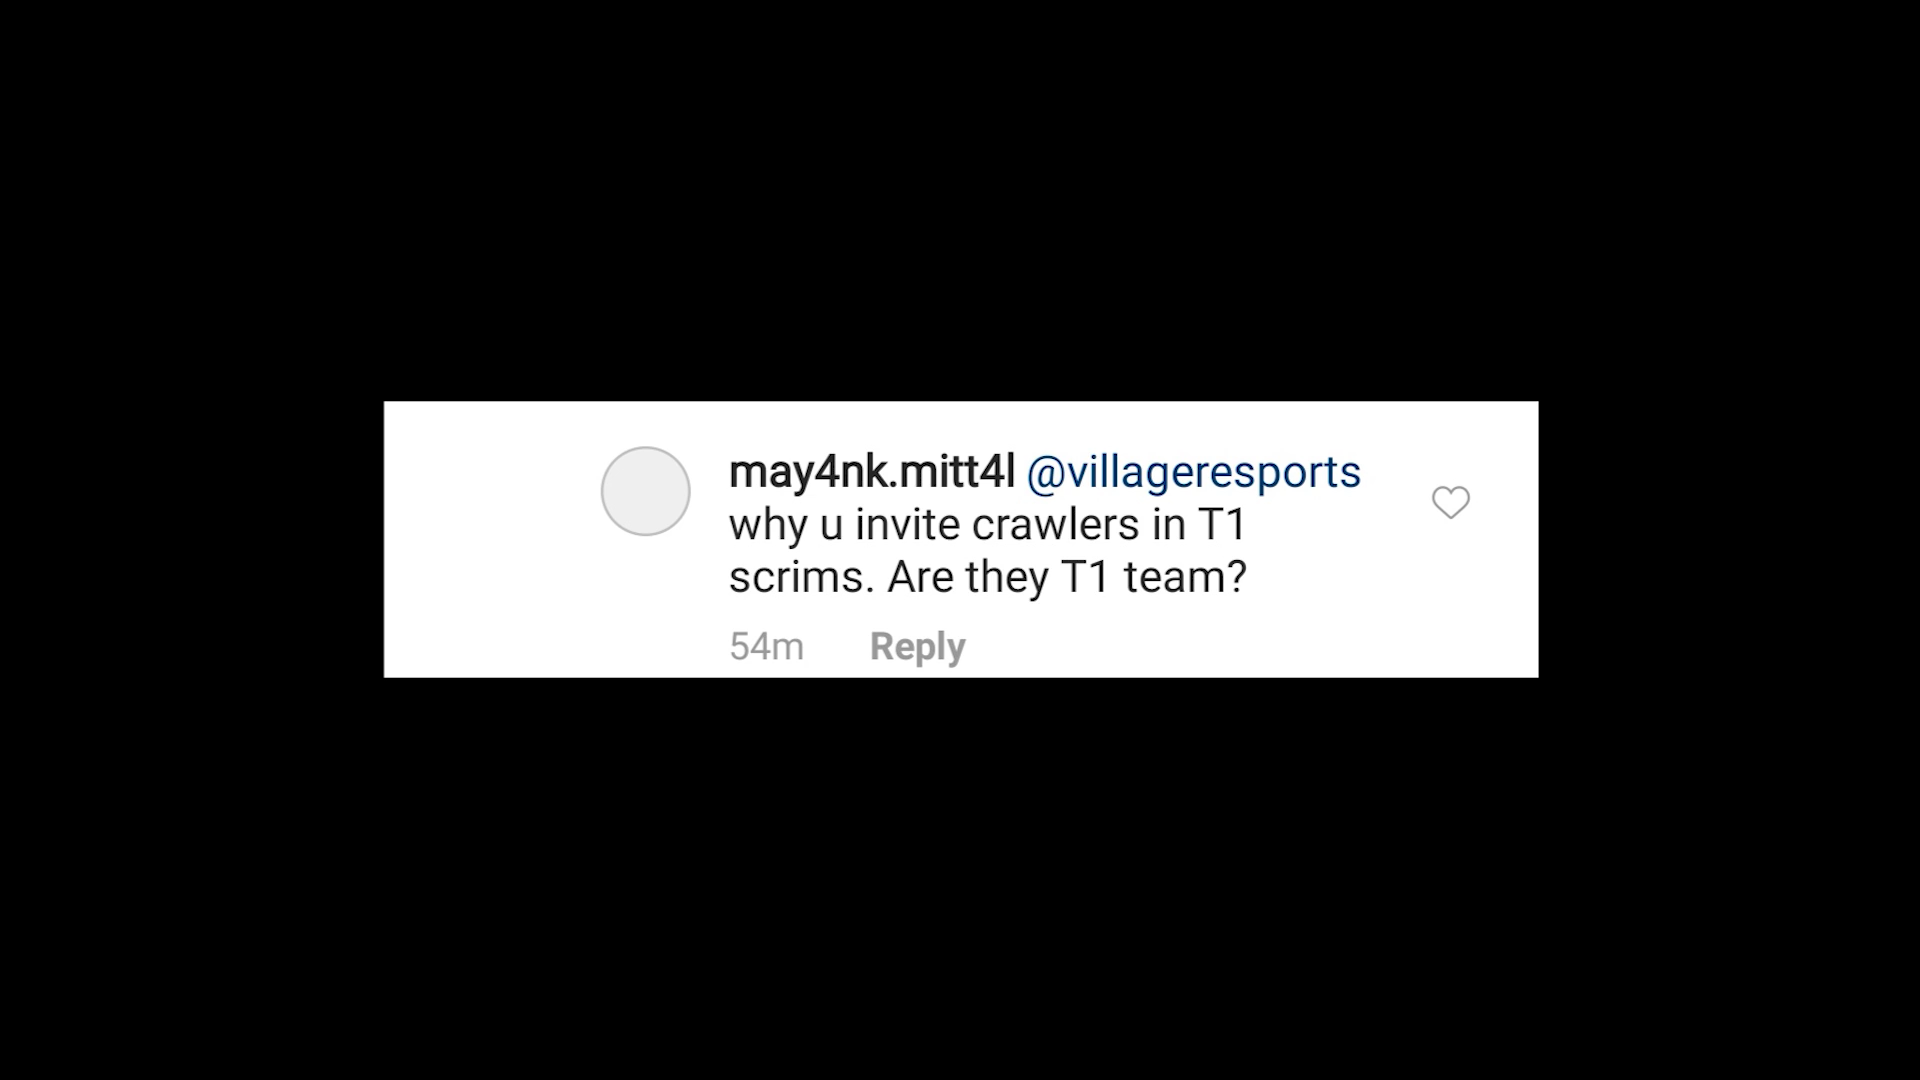 may4nk.mitt4l @villageresports
why u invite crawlers in T1
scrims. Are they T1 team?
54m Reply